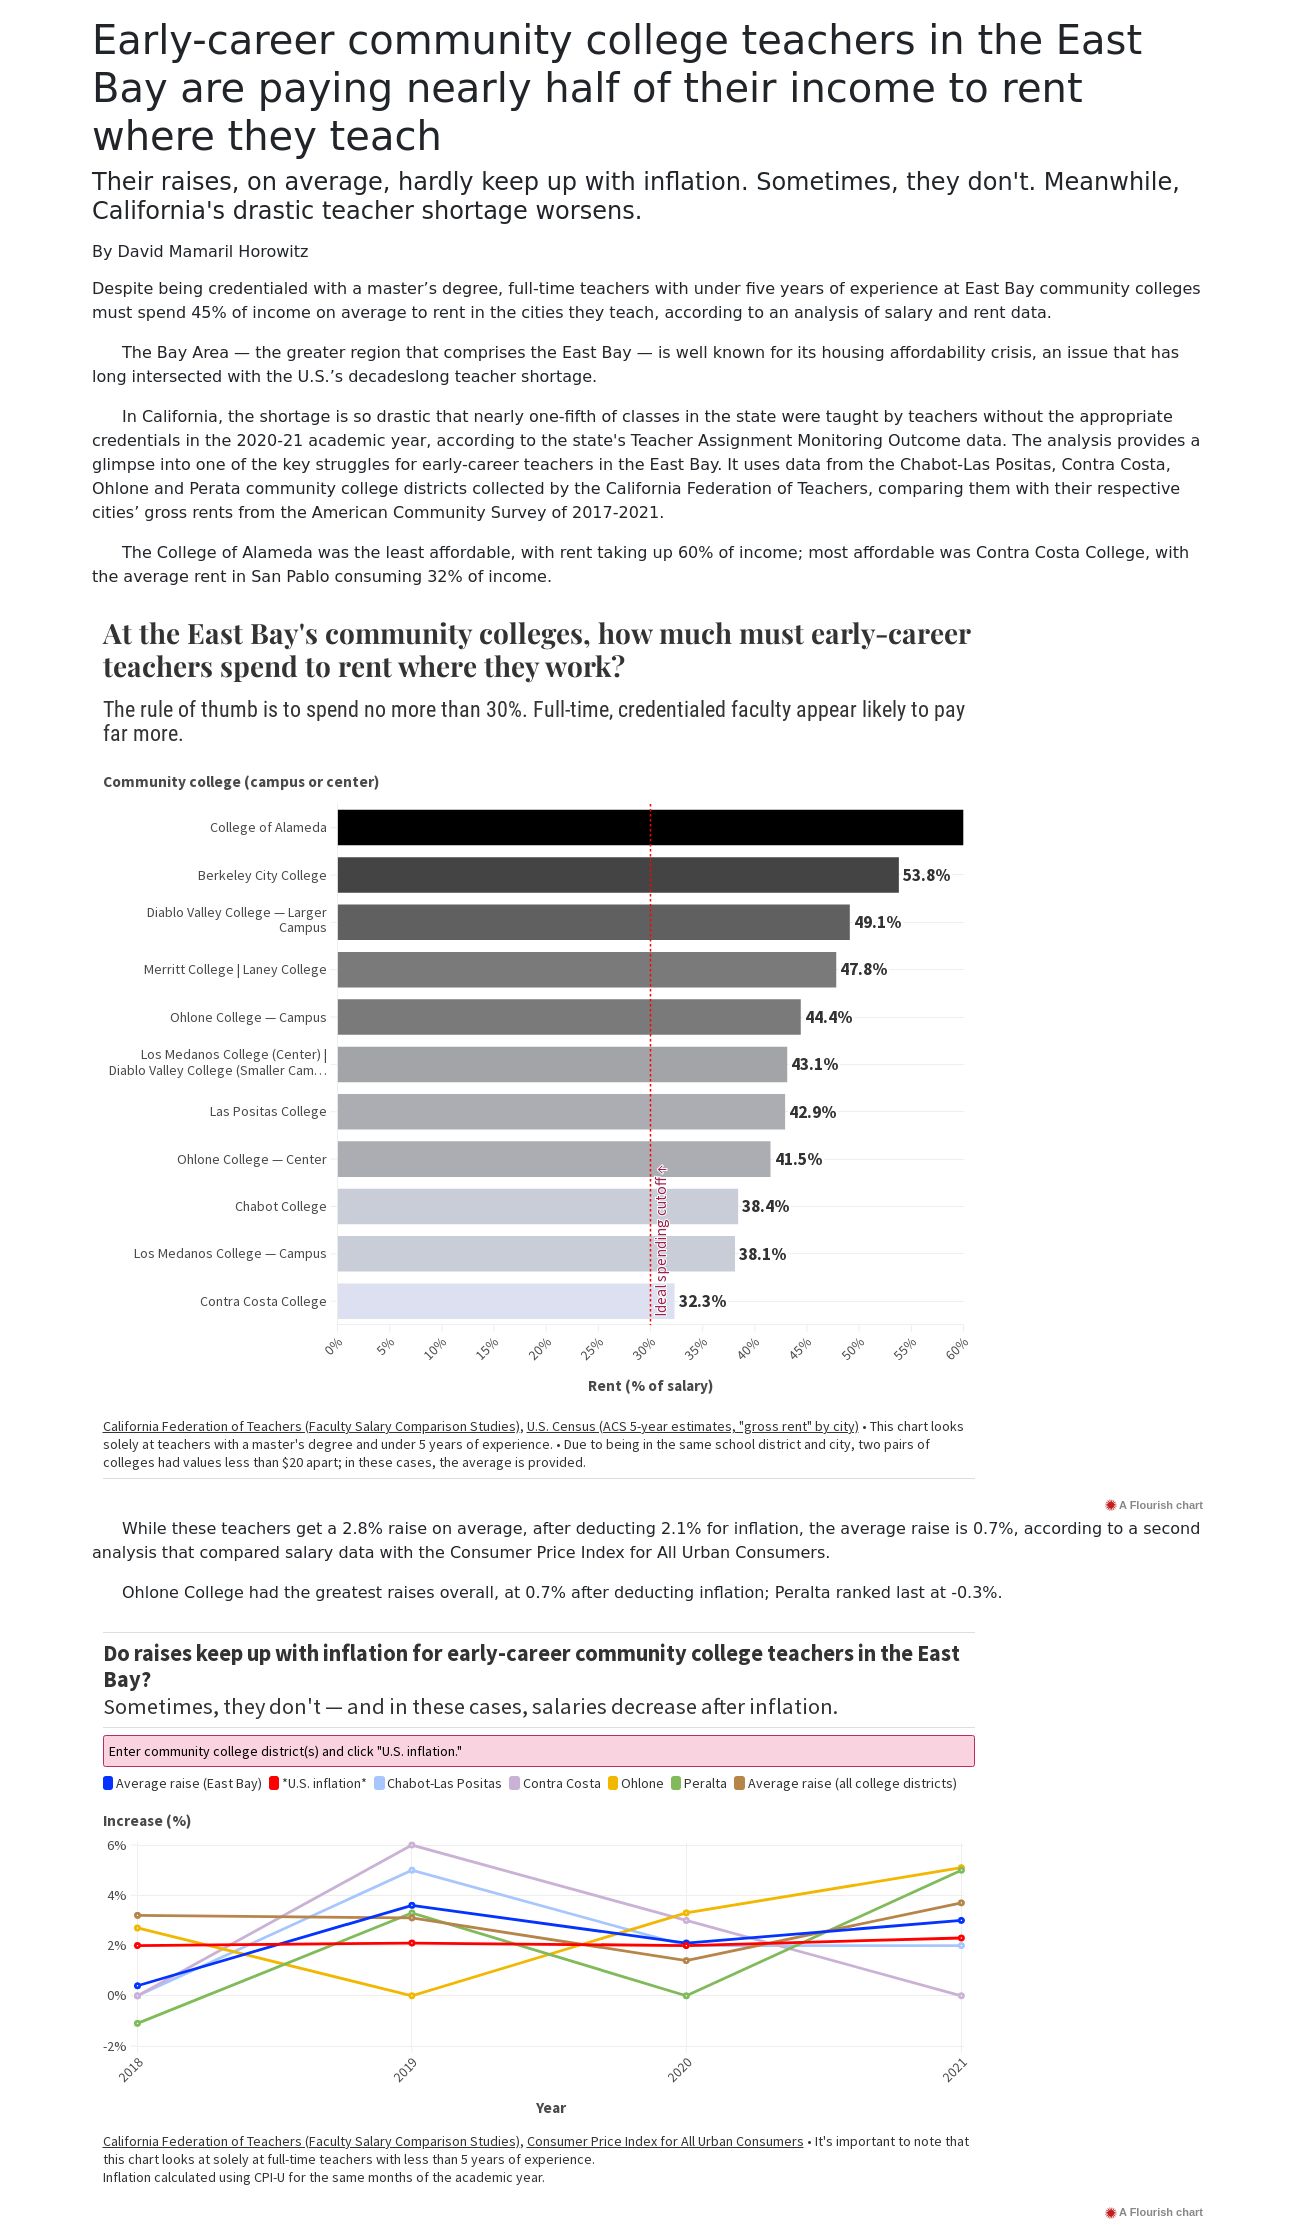 Early-career community college teachers in the East
Bay are paying nearly half of their income to rent
where they teach
Their raises, on average, hardly keep up with inflation. Sometimes, they don't. Meanwhile,
California's drastic teacher shortage worsens.
By David Mamaril Horowitz
Despite being credentialed with a master’s degree, full-time teachers with under five years of experience at East Bay community colleges
must spend 45% of income on average to rent in the cities they teach, according to an analysis of salary and rent data.
The Bay Area — the greater region that comprises the East Bay — is well known for its housing affordability crisis, an issue that has
long intersected with the U.S.’s decadeslong teacher shortage.
In California, the shortage is so drastic that nearly one-fifth of classes in the state were taught by teachers without the appropriate
credentials in the 2020-21 academic year, according to the state's Teacher Assignment Monitoring Outcome data. The analysis provides a
glimpse into one of the key struggles for early-career teachers in the East Bay. It uses data from the Chabot-Las Positas, Contra Costa,
Ohlone and Perata community college districts collected by the California Federation of Teachers, comparing them with their respective
cities’ gross rents from the American Community Survey of 2017-2021.
The College of Alameda was the least affordable, with rent taking up 60% of income; most affordable was Contra Costa College, with
the average rent in San Pablo consuming 32% of income.
At the East Bay's community colleges, how much must early-career
teachers spend to rent where they work?
The rule of thumb is to spend no more than 30%. Full-time, credentialed faculty appear likely to pay
far more.
Community college (campus or center)
College of Alameda
Berkeley City College 53.8%
Diablo Valley College — Larger
Campus 49.1%
Merritt College | Laney College 47.8%
Ohlone College — Campus 44.4%
Los Medanos College (Center) |
Diablo Valley College (Smaller Cam… 43.1%
Las Positas College 42.9%
Ohlone College — Center 41.5%
Chabot College 38.4%
Los Medanos College — Campus 38.1%
Contra Costa College 32.3%
Ideal spending cutoff →
0% 5% 10% 15% 20% 25% 30% 35% 40% 45% 50% 55% 60%
Rent (% of salary)
California Federation of Teachers (Faculty Salary Comparison Studies), U.S. Census (ACS 5-year estimates, "gross rent" by city) • This chart looks
solely at teachers with a master's degree and under 5 years of experience. • Due to being in the same school district and city, two pairs of
colleges had values less than $20 apart; in these cases, the average is provided.
A Flourish chart
While these teachers get a 2.8% raise on average, after deducting 2.1% for inflation, the average raise is 0.7%, according to a second
analysis that compared salary data with the Consumer Price Index for All Urban Consumers.
Ohlone College had the greatest raises overall, at 0.7% after deducting inflation; Peralta ranked last at -0.3%.
Do raises keep up with inflation for early-career community college teachers in the East
Bay?
Sometimes, they don't — and in these cases, salaries decrease after inflation.
Enter community college district(s) and click "U.S. inflation."
Average raise (East Bay) *U.S. inflation* Chabot-Las Positas Contra Costa Ohlone Peralta Average raise (all college districts)
Increase (%)
6%
4%
2%
0%
-2%
2018 2019 2020 2021
Year
California Federation of Teachers (Faculty Salary Comparison Studies), Consumer Price Index for All Urban Consumers • It's important to note that
this chart looks at solely at full-time teachers with less than 5 years of experience.
Inflation calculated using CPI-U for the same months of the academic year.
A Flourish chart